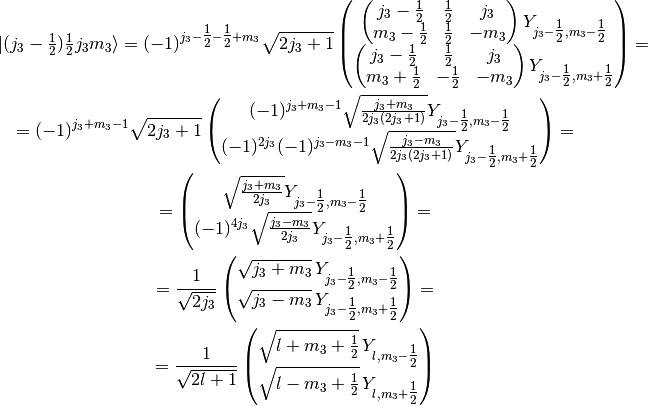 |(j_3 - \frac{1}{2}) \frac{1}{2} j_3 m_3\rangle = (-1)^{j_3 - \frac{1}{2} - \frac{1}{2} + m_3} \sqrt{2j_3 + 1} \begin{pmatrix} \begin{pmatrix} j_3 - \frac{1}{2} & \frac{1}{2} & j_3 \\ m_3 - \frac{1}{2} & \frac{1}{2} & -m_3 \end{pmatrix} Y_{j_3 - \frac{1}{2}, m_3 - \frac{1}{2}} \\ \begin{pmatrix} j_3 - \frac{1}{2} & \frac{1}{2} & j_3 \\ m_3 + \frac{1}{2} & -\frac{1}{2} & -m_3 \end{pmatrix} Y_{j_3 - \frac{1}{2}, m_3 + \frac{1}{2}} \end{pmatrix} =
= (-1)^{j_3 + m_3 - 1} \sqrt{2j_3 + 1} \begin{pmatrix} (-1)^{j_3 + m_3 - 1} \sqrt{\frac{j_3 + m_3}{2j_3(2j_3 + 1)}} Y_{j_3 - \frac{1}{2}, m_3 - \frac{1}{2}} \\ (-1)^{2j_3} (-1)^{j_3 - m_3 - 1} \sqrt{\frac{j_3 - m_3}{2j_3(2j_3 + 1)}} Y_{j_3 - \frac{1}{2}, m_3 + \frac{1}{2}} \end{pmatrix} =
= \begin{pmatrix} \sqrt{\frac{j_3 + m_3}{2j_3}} Y_{j_3 - \frac{1}{2}, m_3 - \frac{1}{2}} \\ (-1)^{4j_3} \sqrt{\frac{j_3 - m_3}{2j_3}} Y_{j_3 - \frac{1}{2}, m_3 + \frac{1}{2}} \end{pmatrix} =
= \frac{1}{\sqrt{2j_3}} \begin{pmatrix} \sqrt{j_3 + m_3} Y_{j_3 - \frac{1}{2}, m_3 - \frac{1}{2}} \\ \sqrt{j_3 - m_3} Y_{j_3 - \frac{1}{2}, m_3 + \frac{1}{2}} \end{pmatrix} =
= \frac{1}{\sqrt{2l + 1}} \begin{pmatrix} \sqrt{l + m_3 + \frac{1}{2}} Y_{l, m_3 - \frac{1}{2}} \\ \sqrt{l - m_3 + \frac{1}{2}} Y_{l, m_3 + \frac{1}{2}} \end{pmatrix}